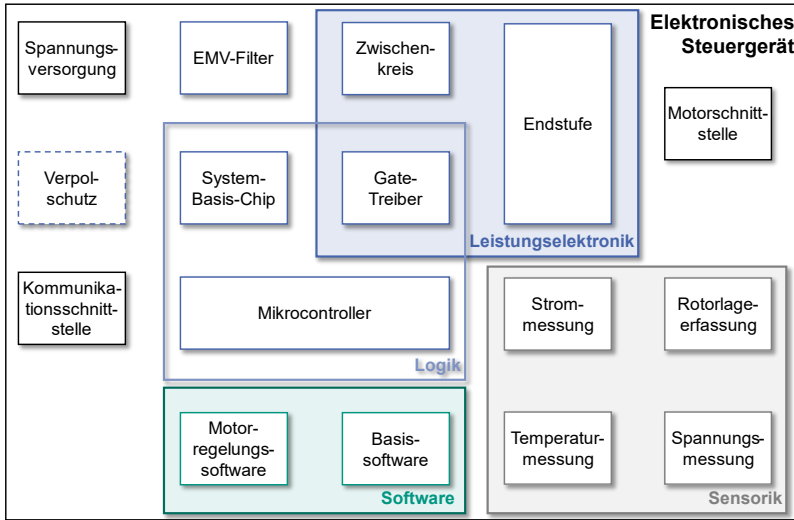 Elektronisches
Steuergerät
Spannungs-
versorgung
EMV-Filter
Zwischen-
kreis
Endstufe
Motorschnitt-
stelle
Verpol-
schutz
System-
Basis-Chip
Gate-
Treiber
Leistungselektronik
Kommunika-
tionsschnitt-
stelle
Mikrocontroller
Logik
Strom-
messung
Rotorlage-
erfassung
Motor-
regelungs-
software
Basis-
software
Software
Temperatur-
messung
Spannungs-
messung
Sensorik